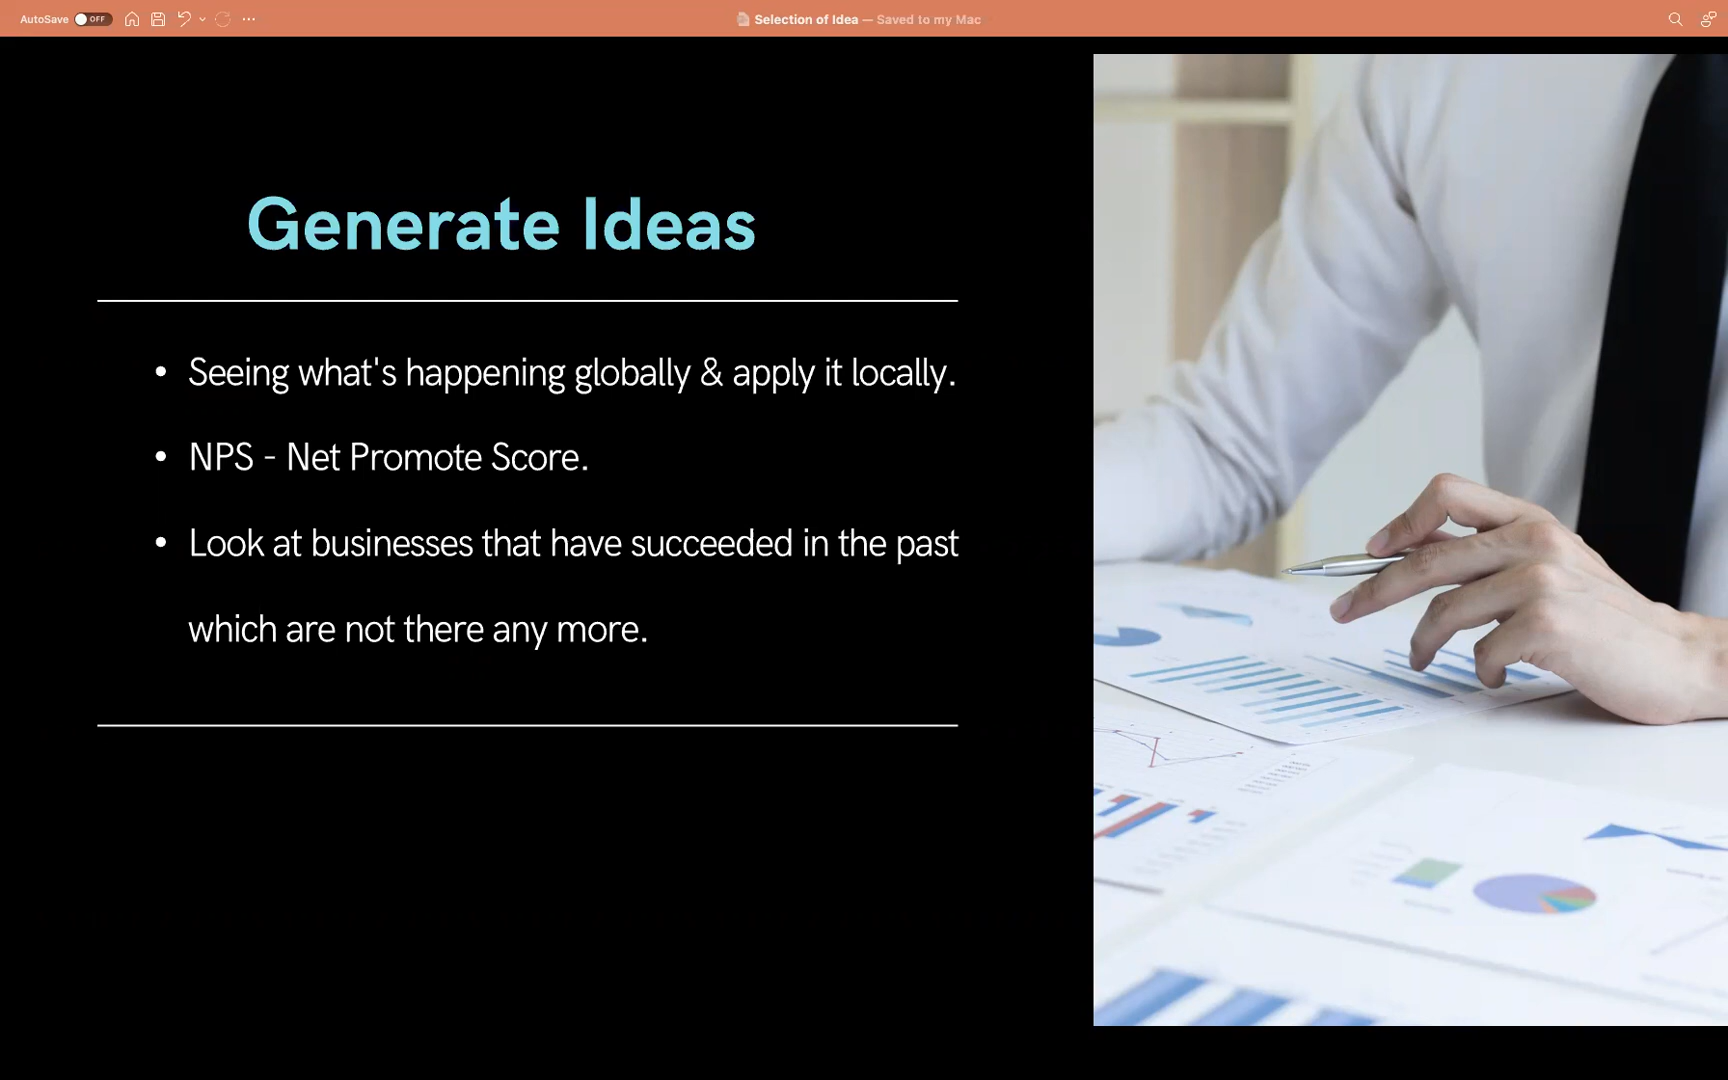 AutoSave OFF
Selection of Idea — Saved to my Mac
Generate Ideas
• Seeing what's happening globally & apply it locally.
• NPS - Net Promote Score.
• Look at businesses that have succeeded in the past
which are not there any more.